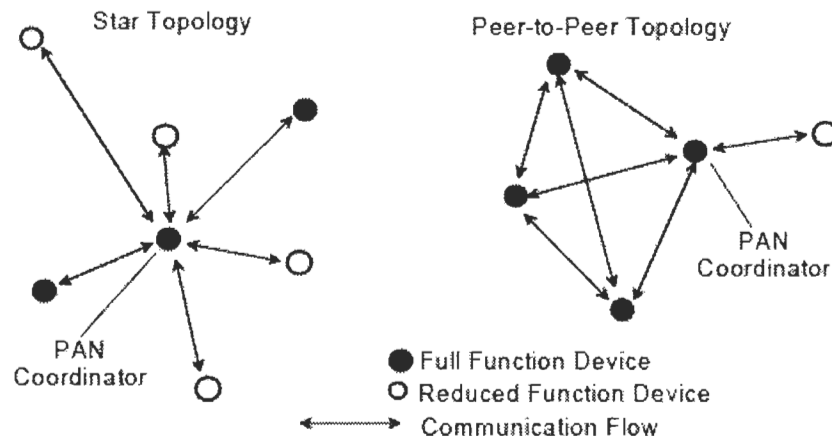 Star Topology
Peer-to-Peer Topology
PAN
Coordinator
PAN
Coordinator
Full Function Device
Reduced Function Device
Communication Flow